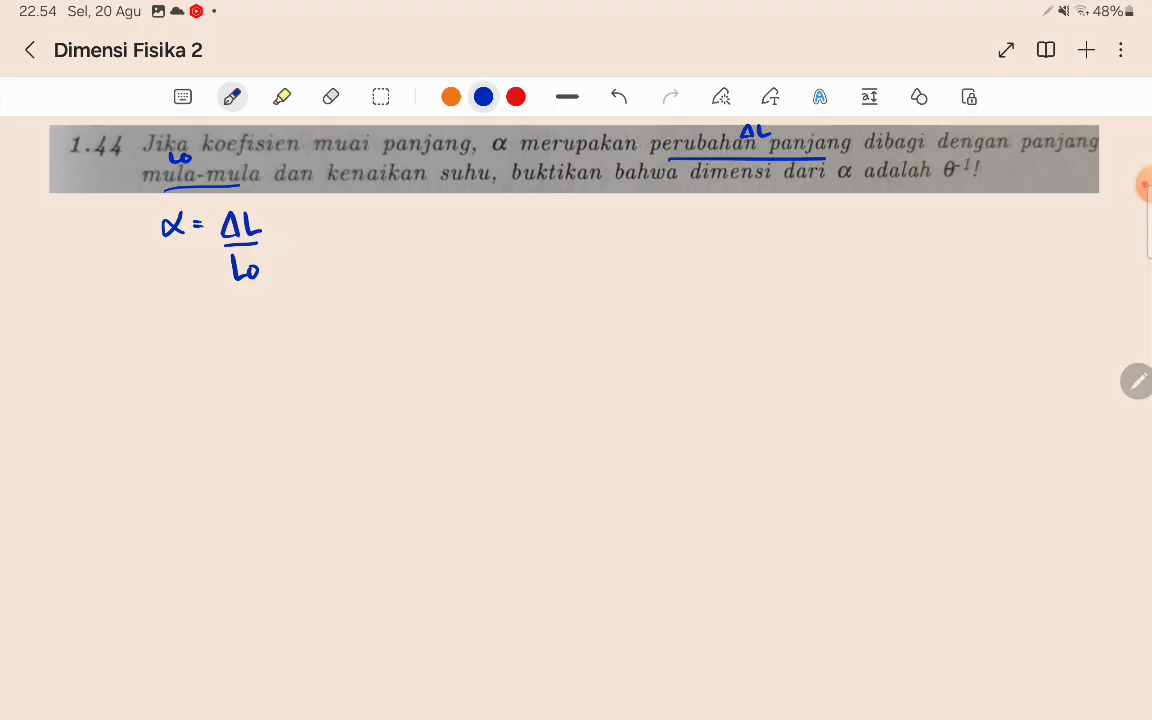 22.54 Sel, 20 Agu
48%
Dimensi Fisika 2
ΔL
1.44 Jika koefisien muai panjang, α merupakan perubahan panjang dibagi dengan panjang
Lo
mula-mula dan kenaikan suhu, buktikan bahwa dimensi dari α adalah θ⁻¹!
α = ΔL
Lo